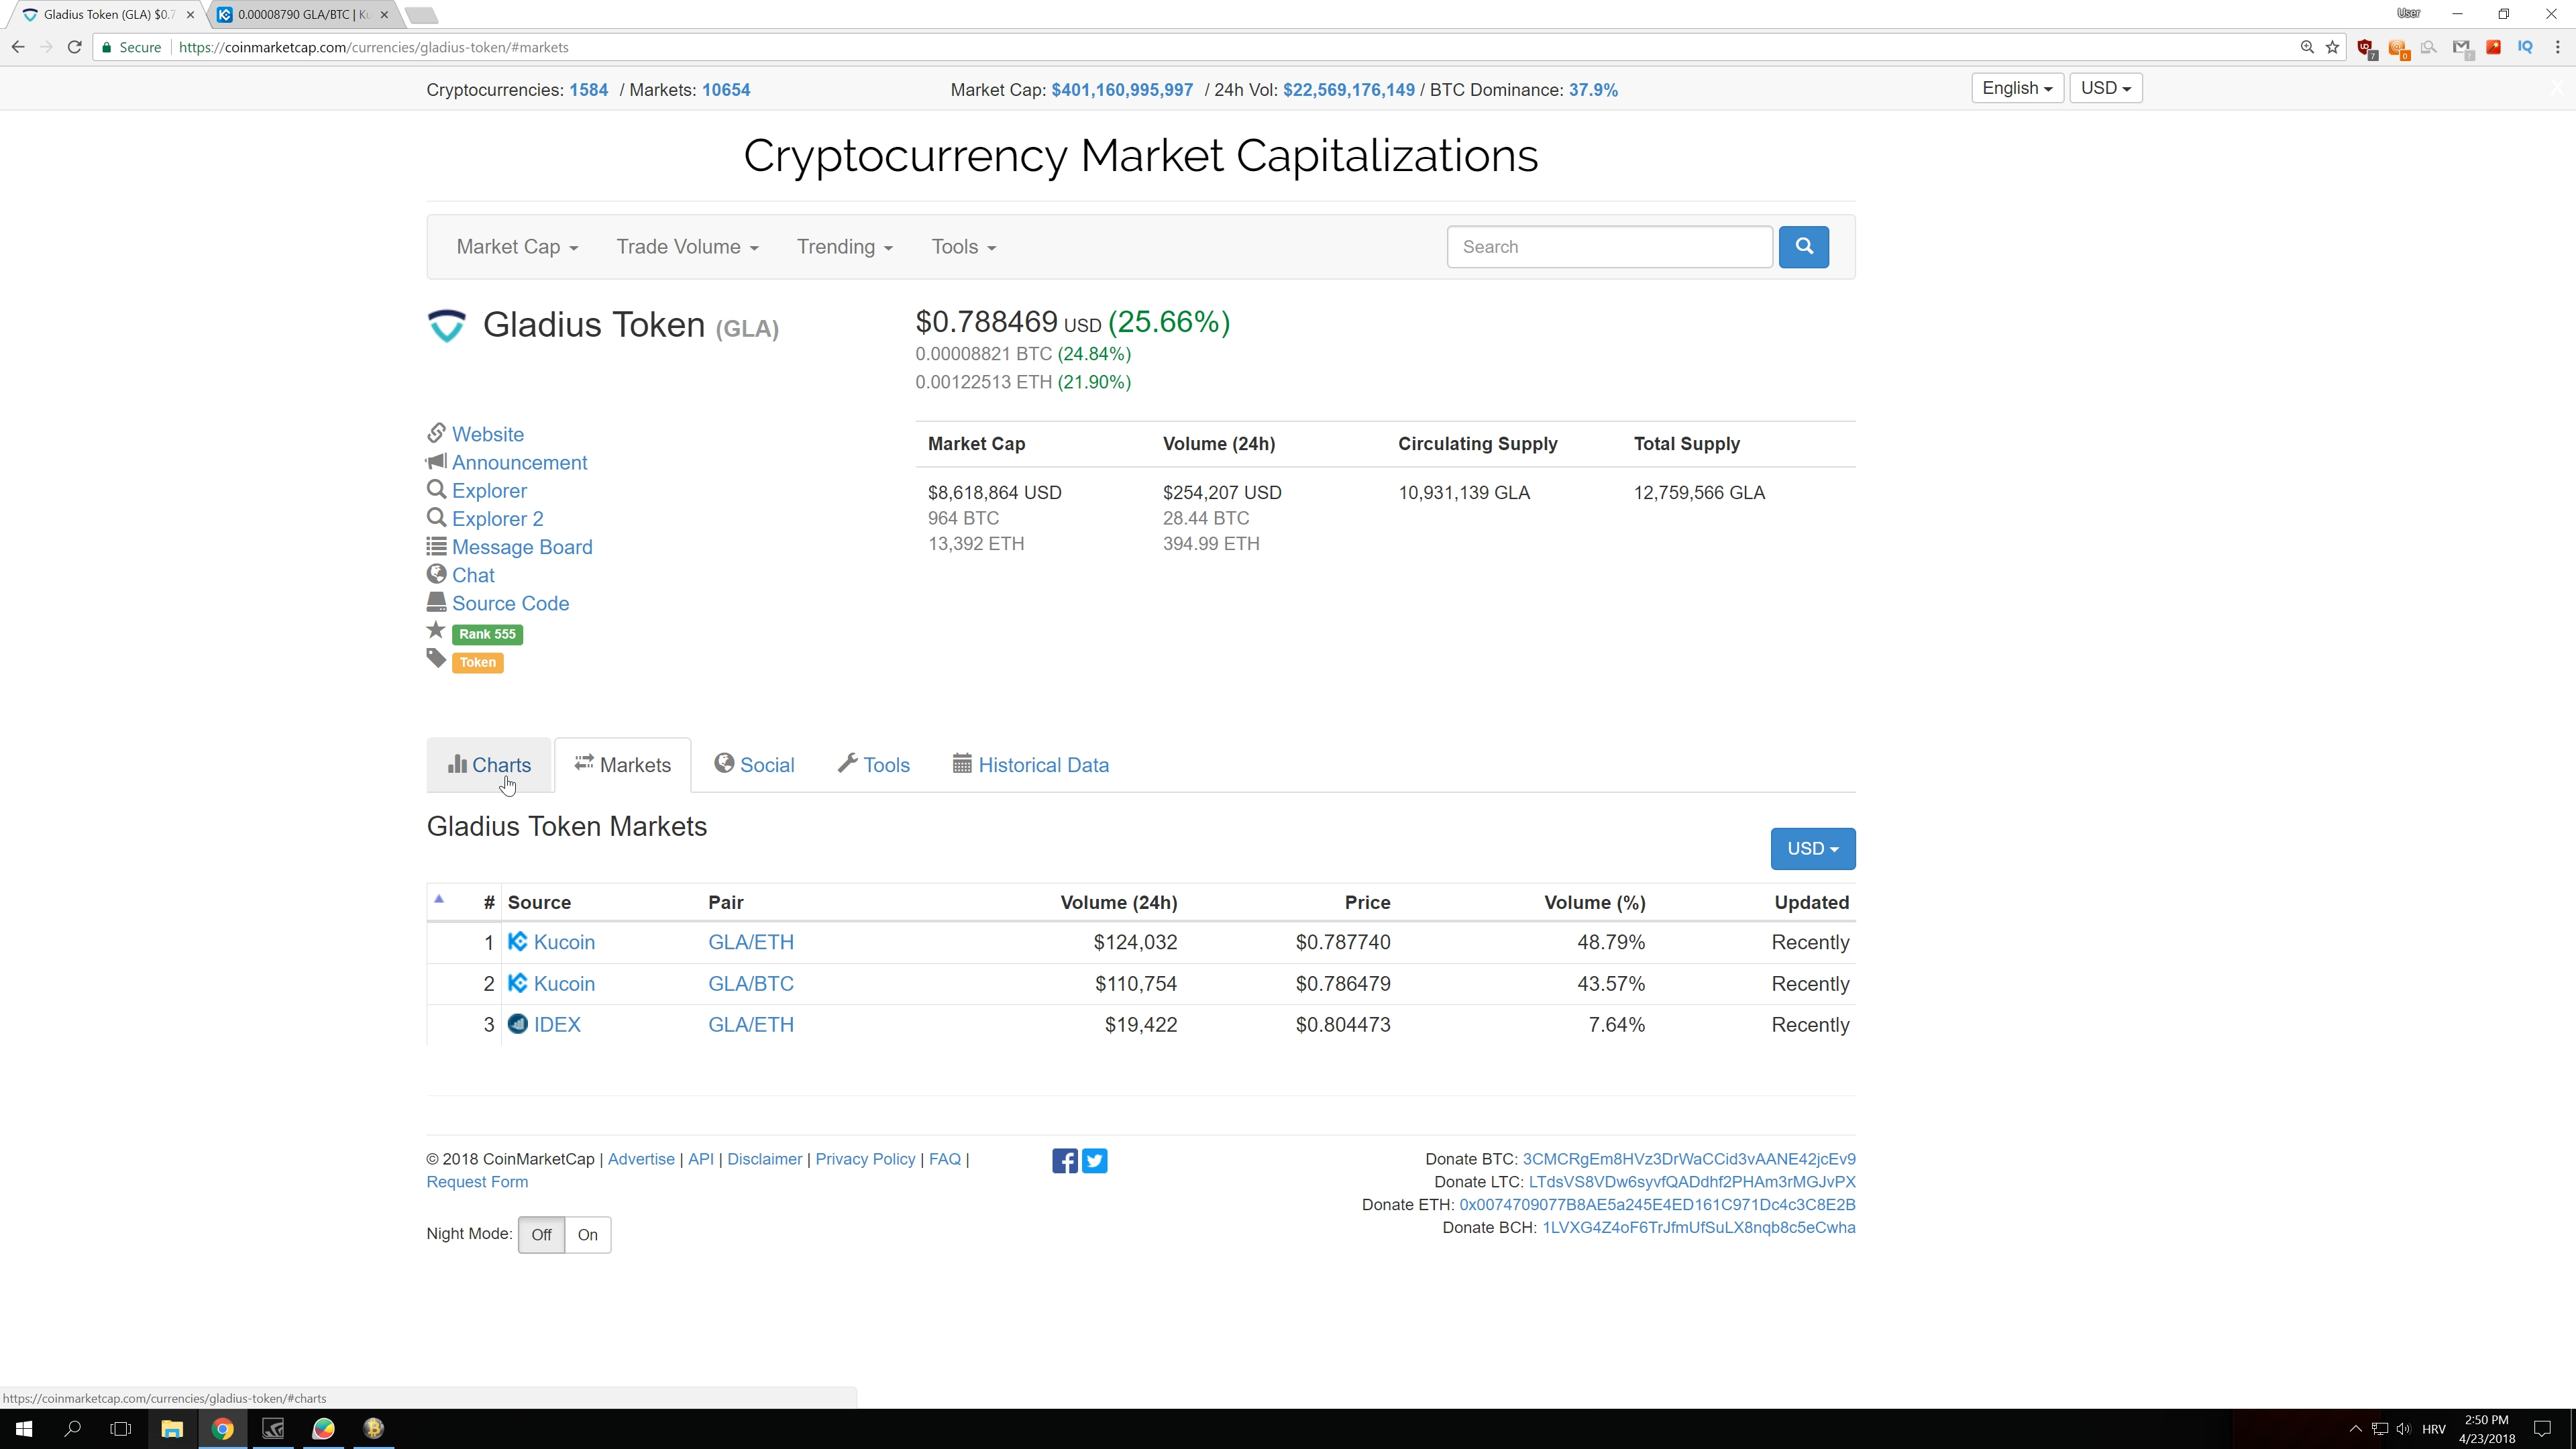 Gladius Token (GLA) $0.7
0.00008790 GLA/BTC | Ku
User
Secure https://coinmarketcap.com/currencies/gladius-token/#markets
Cryptocurrencies: 1584 / Markets: 10654 Market Cap: $401,160,995,997 / 24h Vol: $22,569,176,149 / BTC Dominance: 37.9% English USD
Cryptocurrency Market Capitalizations
Market Cap Trade Volume Trending Tools Search
Gladius Token (GLA)
$0.788469 USD (25.66%)
0.00008821 BTC (24.84%)
0.00122513 ETH (21.90%)
Website
Announcement
Explorer
Explorer 2
Message Board
Chat
Source Code
Rank 555
Token
Market Cap Volume (24h) Circulating Supply Total Supply
$8,618,864 USD $254,207 USD 10,931,139 GLA 12,759,566 GLA
964 BTC 28.44 BTC
13,392 ETH 394.99 ETH
Charts Markets Social Tools Historical Data
Gladius Token Markets
USD
# Source Pair Volume (24h) Price Volume (%) Updated
1 Kucoin GLA/ETH $124,032 $0.787740 48.79% Recently
2 Kucoin GLA/BTC $110,754 $0.786479 43.57% Recently
3 IDEX GLA/ETH $19,422 $0.804473 7.64% Recently
© 2018 CoinMarketCap | Advertise | API | Disclaimer | Privacy Policy | FAQ |
Request Form
Night Mode: Off On
Donate BTC: 3CMCRgEm8HVz3DrWaCCid3vAANE42jcEv9
Donate LTC: LTdsVS8VDw6syvfQADdhf2PHAm3rMGJvPX
Donate ETH: 0x0074709077B8AE5a245E4ED161C971Dc4c3C8E2B
Donate BCH: 1LVXG4Z4oF6TrJfmUfSuLX8nqb8c5eCwha
https://coinmarketcap.com/currencies/gladius-token/#charts
HRV
2:50 PM
4/23/2018